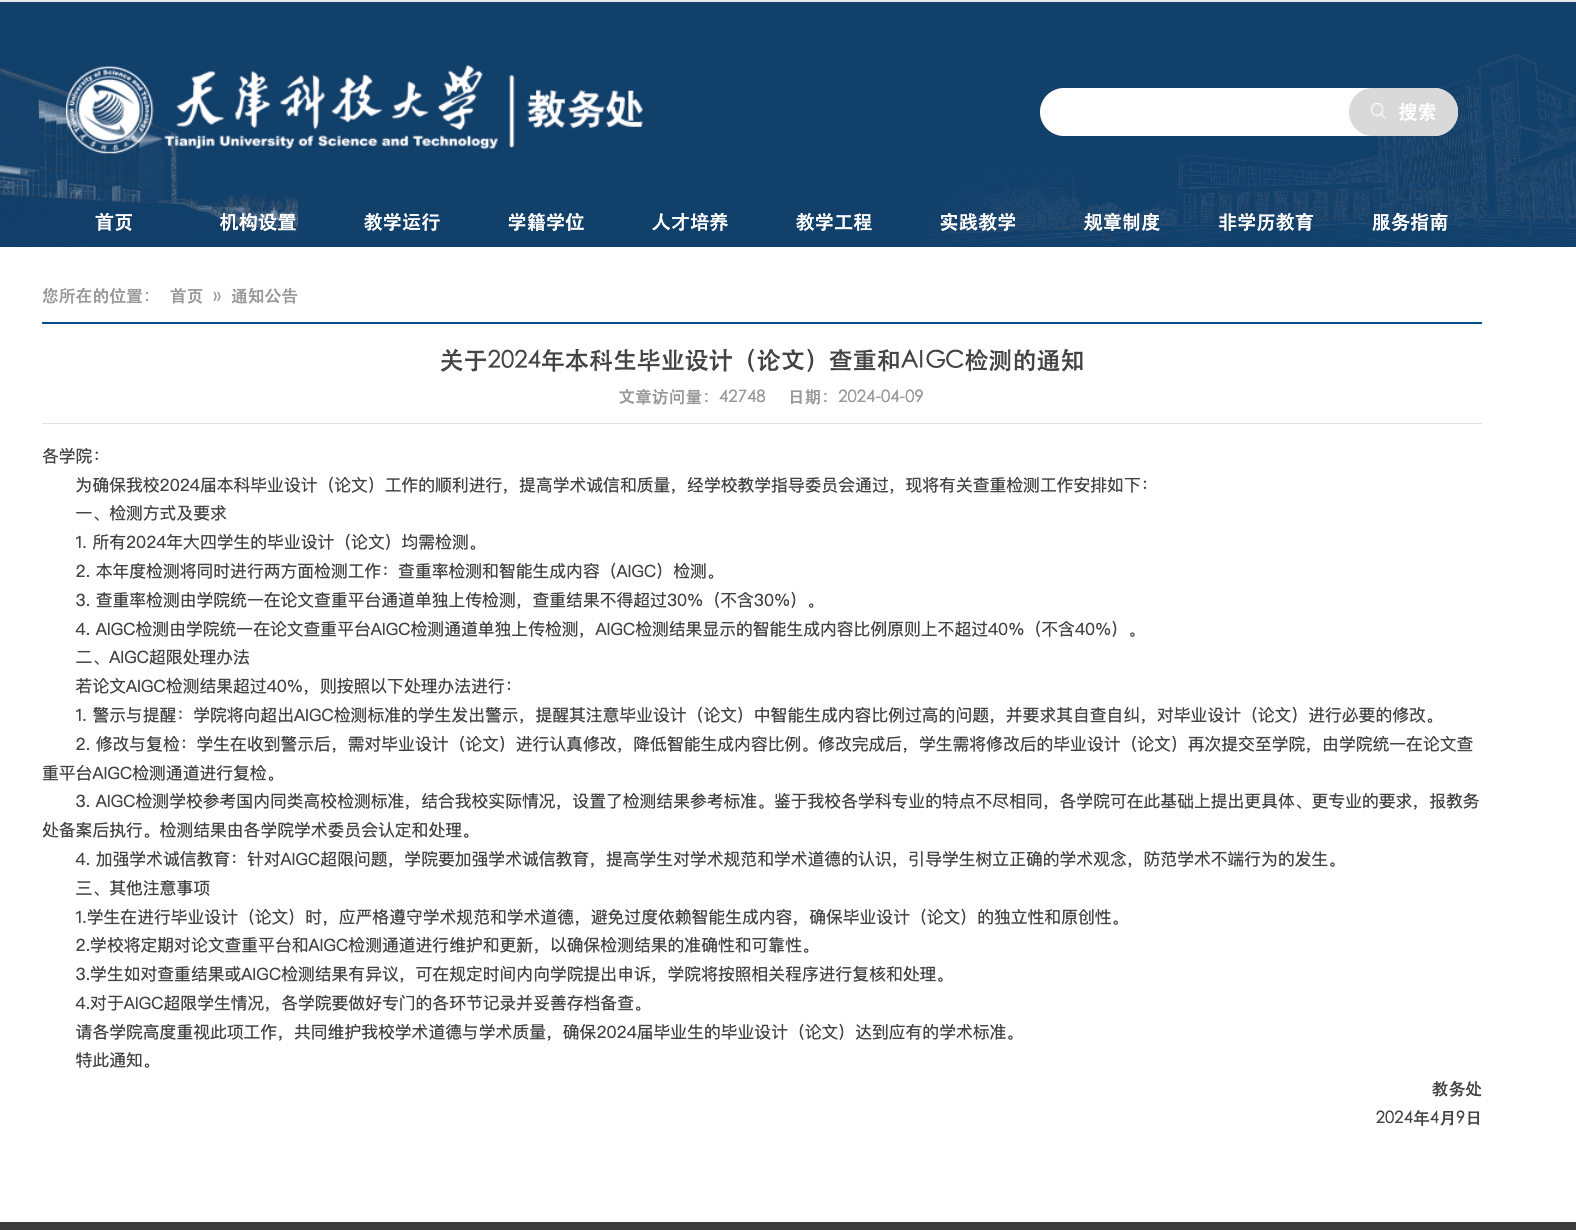 天津科技大学 教务处
Tianjin University of Science and Technology
搜索
首页 机构设置 教学运行 学籍学位 人才培养 教学工程 实践教学 规章制度 非学历教育 服务指南
您所在的位置： 首页 » 通知公告
关于2024年本科生毕业设计（论文）查重和AIGC检测的通知
文章访问量：42748 日期：2024-04-09
各学院：
为确保我校2024届本科毕业设计（论文）工作的顺利进行，提高学术诚信和质量，经学校教学指导委员会通过，现将有关查重检测工作安排如下：
一、检测方式及要求
1. 所有2024年大四学生的毕业设计（论文）均需检测。
2. 本年度检测将同时进行两方面检测工作：查重率检测和智能生成内容（AIGC）检测。
3. 查重率检测由学院统一在论文查重平台通道单独上传检测，查重结果不得超过30%（不含30%）。
4. AIGC检测由学院统一在论文查重平台AIGC检测通道单独上传检测，AIGC检测结果显示的智能生成内容比例原则上不超过40%（不含40%）。
二、AIGC超限处理办法
若论文AIGC检测结果超过40%，则按照以下处理办法进行：
1. 警示与提醒：学院将向超出AIGC检测标准的学生发出警示，提醒其注意毕业设计（论文）中智能生成内容比例过高的问题，并要求其自查自纠，对毕业设计（论文）进行必要的修改。
2. 修改与复检：学生在收到警示后，需对毕业设计（论文）进行认真修改，降低智能生成内容比例。修改完成后，学生需将修改后的毕业设计（论文）再次提交至学院，由学院统一在论文查
重平台AIGC检测通道进行复检。
3. AIGC检测学校参考国内同类高校检测标准，结合我校实际情况，设置了检测结果参考标准。鉴于我校各学科专业的特点不尽相同，各学院可在此基础上提出更具体、更专业的要求，报教务
处备案后执行。检测结果由各学院学术委员会认定和处理。
4. 加强学术诚信教育：针对AIGC超限问题，学院要加强学术诚信教育，提高学生对学术规范和学术道德的认识，引导学生树立正确的学术观念，防范学术不端行为的发生。
三、其他注意事项
1.学生在进行毕业设计（论文）时，应严格遵守学术规范和学术道德，避免过度依赖智能生成内容，确保毕业设计（论文）的独立性和原创性。
2.学校将定期对论文查重平台和AIGC检测通道进行维护和更新，以确保检测结果的准确性和可靠性。
3.学生如对查重结果或AIGC检测结果有异议，可在规定时间内向学院提出申诉，学院将按照相关程序进行复核和处理。
4.对于AIGC超限学生情况，各学院要做好专门的各环节记录并妥善存档备查。
请各学院高度重视此项工作，共同维护我校学术道德与学术质量，确保2024届毕业生的毕业设计（论文）达到应有的学术标准。
特此通知。
教务处
2024年4月9日